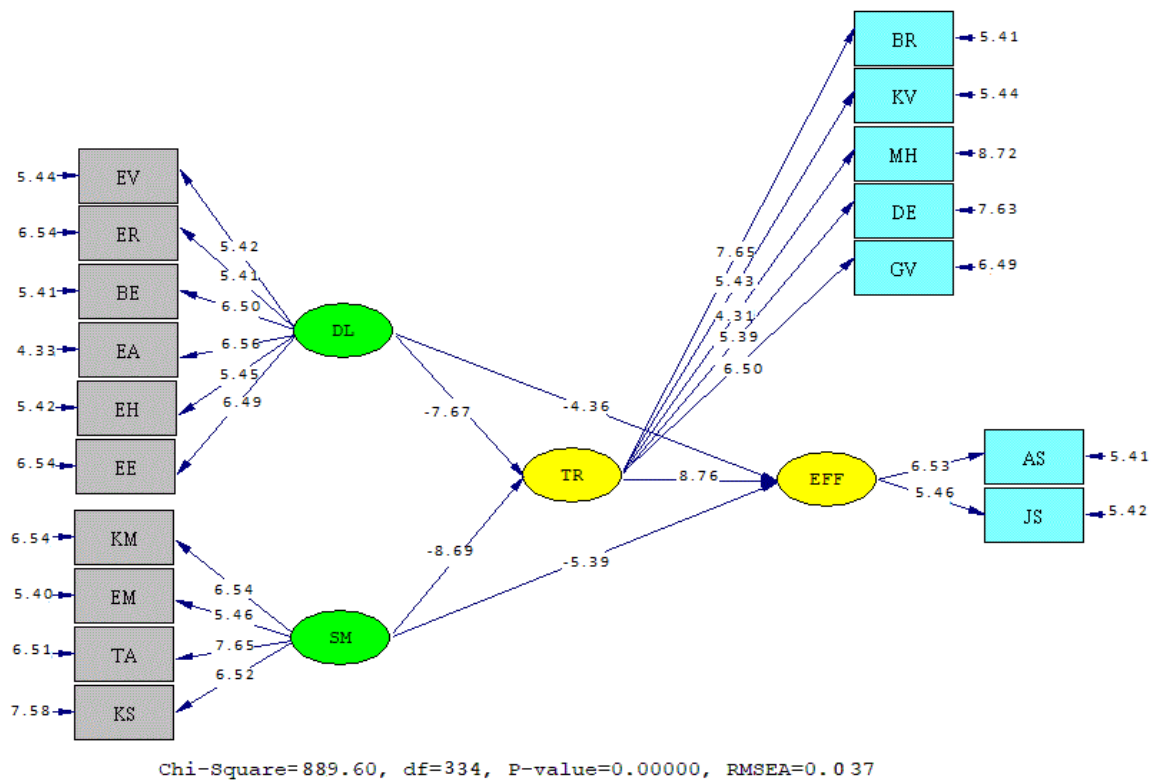 BR 5.41
KV 5.44
MH 8.72
DE 7.63
GV 6.49
5.44 EV
6.54 ER
5.41 BE
4.33 EA
5.42 EH
6.54 EE
5.42
5.41
6.50
6.56
5.45
6.49
DL
7.65
5.43
4.31
5.39
6.50
-7.67
-4.36
TR
8.76
EFF
6.53
5.46
AS 5.41
JS 5.42
-8.69
-5.39
6.54 KM
5.40 EM
6.51 TA
7.58 KS
6.54
5.46
7.65
6.52
SM
Chi-Square=889.60, df=334, P-value=0.00000, RMSEA=0.037